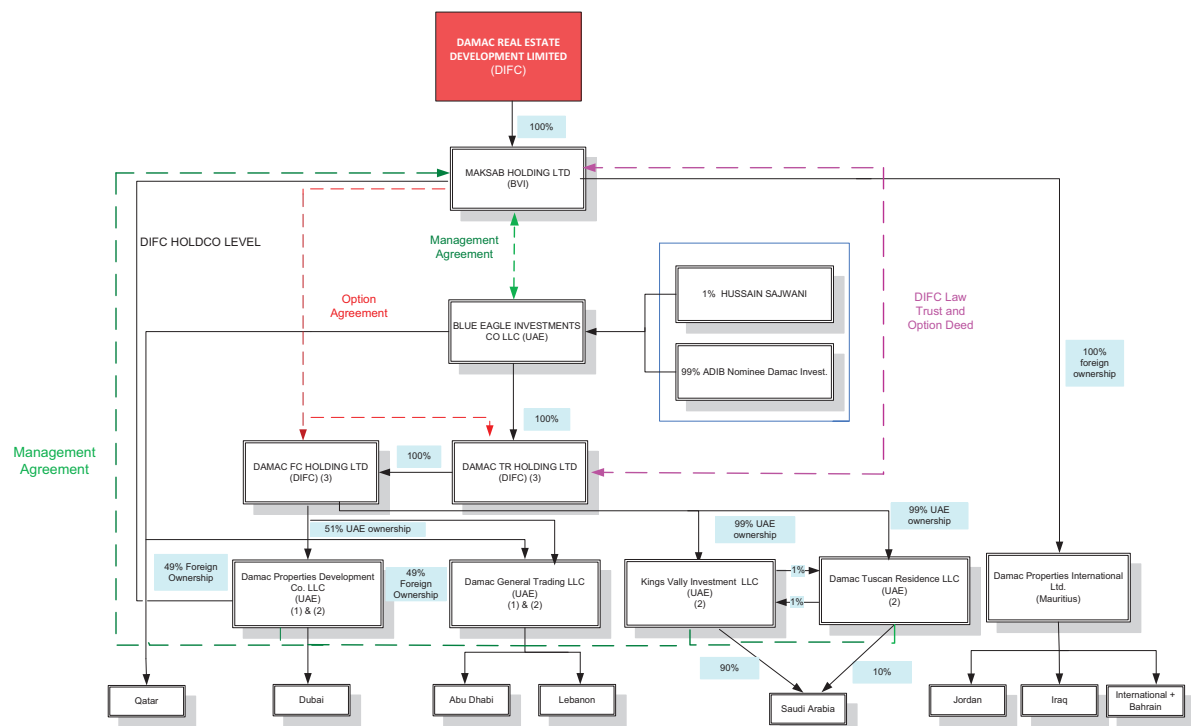 DAMAC REAL ESTATE
DEVELOPMENT LIMITED
(DIFC)
100%
MAKSAB HOLDING LTD
(BVI)
DIFC HOLDCO LEVEL
Management
Agreement
1% HUSSAIN SAJWANI
Option
Agreement
DIFC Law
Trust and
Option Deed
BLUE EAGLE INVESTMENTS
CO LLC (UAE)
99% ADIB Nominee Damac Invest.
100%
foreign
ownership
100%
Management
Agreement
DAMAC FC HOLDING LTD
(DIFC) (3)
100%
DAMAC TR HOLDING LTD
(DIFC) (3)
51% UAE ownership
99% UAE
ownership
99% UAE
ownership
49% Foreign
Ownership
Damac Properties Development
Co. LLC
(UAE)
(1) & (2)
49%
Foreign
Ownership
Damac General Trading LLC
(UAE)
(1) & (2)
Kings Vally Investment LLC
(UAE)
(2)
1%
1%
Damac Tuscan Residence LLC
(UAE)
(2)
Damac Properties International
Ltd.
(Mauritius)
90%
10%
Qatar
Dubai
Abu Dhabi
Lebanon
Saudi Arabia
Jordan
Iraq
International +
Bahrain